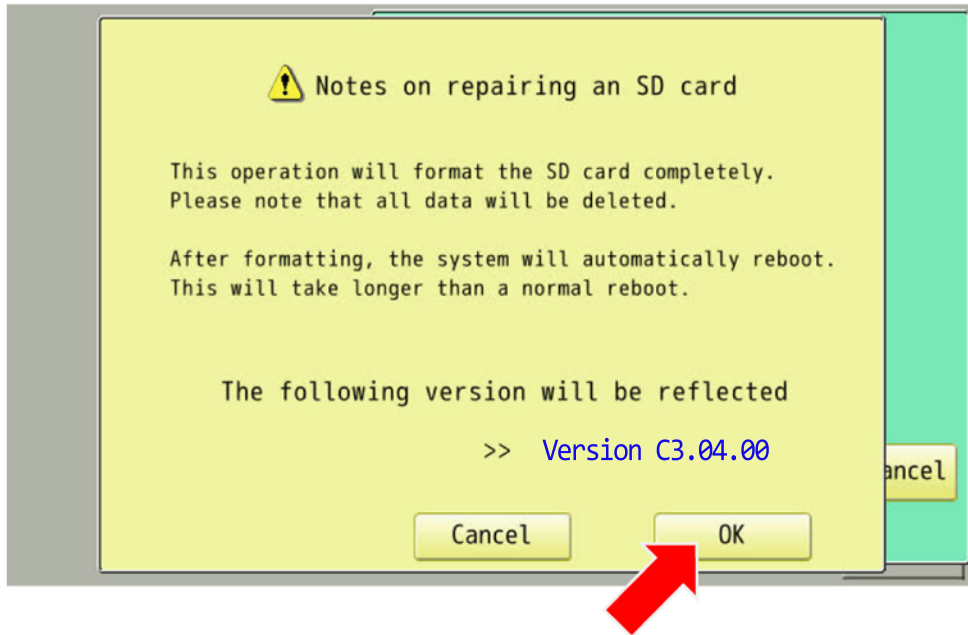 Notes on repairing an SD card
This operation will format the SD card completely.
Please note that all data will be deleted.
After formatting, the system will automatically reboot.
This will take longer than a normal reboot.
The following version will be reflected
>> Version C3.04.00
ancel
Cancel OK